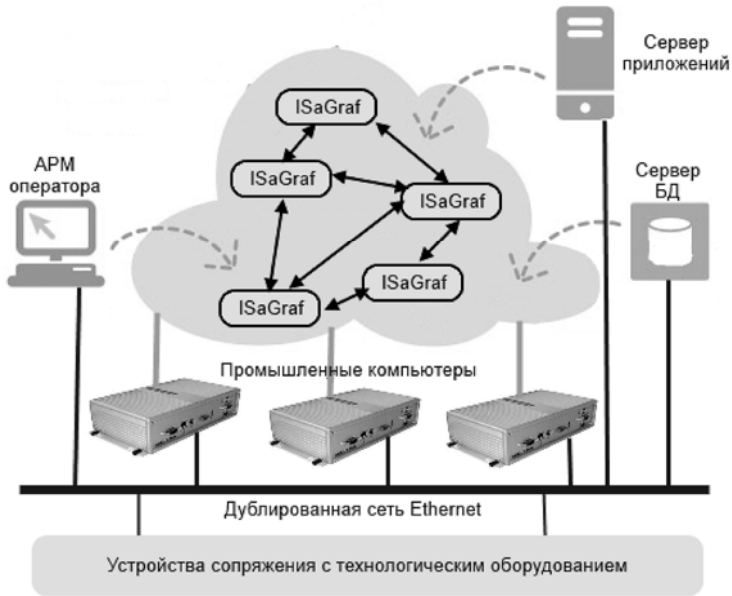 Сервер
приложений
ISaGraf
АРМ
оператора
ISaGraf
ISaGraf
Сервер
БД
ISaGraf
ISaGraf
Промышленные компьютеры
Дублированная сеть Ethernet
Устройства сопряжения с технологическим оборудованием